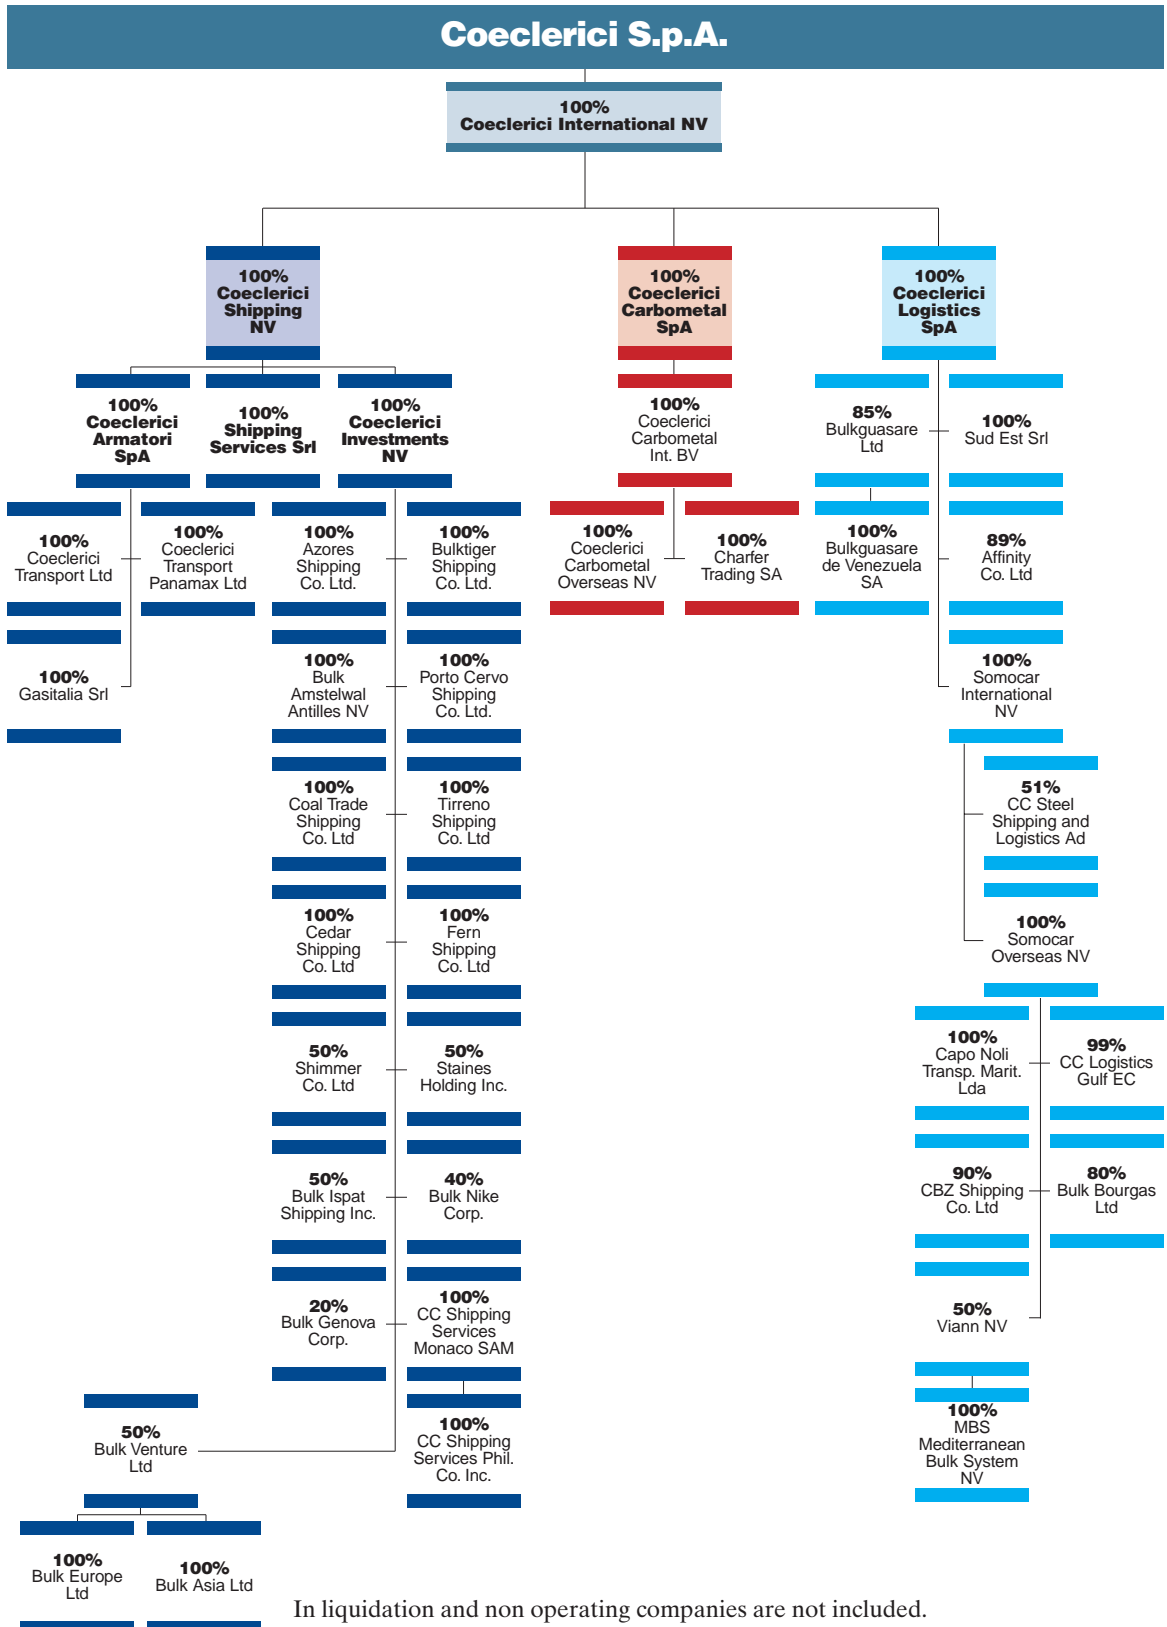 Coeclerici S.p.A.
100%
Coeclerici International NV
100%
Coeclerici
Shipping
NV
100%
Coeclerici
Carbometal
SpA
100%
Coeclerici
Logistics
SpA
100%
Coeclerici
Armatori
SpA
100%
Shipping
Services Srl
100%
Coeclerici
Investments
NV
100%
Coeclerici
Carbometal
Int. BV
85%
Bulkguasare
Ltd
100%
Sud Est Srl
100%
Coeclerici
Transport Ltd
100%
Coeclerici
Transport
Panamax Ltd
100%
Azores
Shipping
Co. Ltd.
100%
Bulktiger
Shipping
Co. Ltd.
100%
Coeclerici
Carbometal
Overseas NV
100%
Charfer
Trading SA
100%
Bulkguasare
de Venezuela
SA
89%
Affinity
Co. Ltd
100%
Gasitalia Srl
100%
Bulk
Amstelwal
Antilles NV
100%
Porto Cervo
Shipping
Co. Ltd.
100%
Somocar
International
NV
100%
Coal Trade
Shipping
Co. Ltd
100%
Tirreno
Shipping
Co. Ltd
51%
CC Steel
Shipping and
Logistics Ad
100%
Cedar
Shipping
Co. Ltd
100%
Fern
Shipping
Co. Ltd
100%
Somocar
Overseas NV
50%
Shimmer
Co. Ltd
50%
Staines
Holding Inc.
100%
Capo Noli
Transp. Marit.
Lda
99%
CC Logistics
Gulf EC
50%
Bulk Ispat
Shipping Inc.
40%
Bulk Nike
Corp.
90%
CBZ Shipping
Co. Ltd
80%
Bulk Bourgas
Ltd
20%
Bulk Genova
Corp.
100%
CC Shipping
Services
Monaco SAM
50%
Viann NV
50%
Bulk Venture
Ltd
100%
CC Shipping
Services Phil.
Co. Inc.
100%
MBS
Mediterranean
Bulk System
NV
100%
Bulk Europe
Ltd
100%
Bulk Asia Ltd
In liquidation and non operating companies are not included.